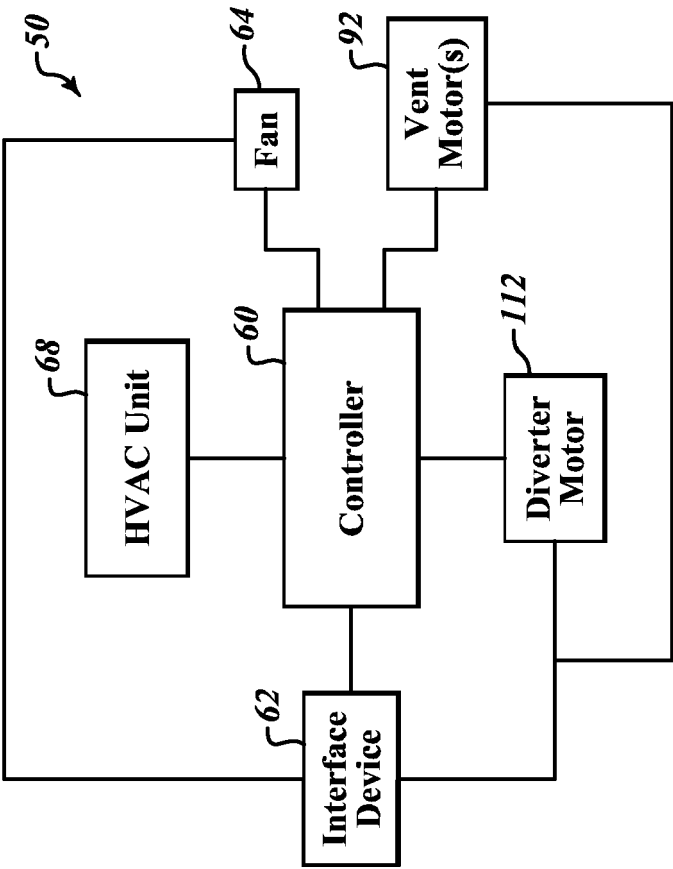 50
64
Fan
92
Vent
Motor(s)
68
HVAC Unit
60
Controller
112
Diverter
Motor
62
Interface
Device